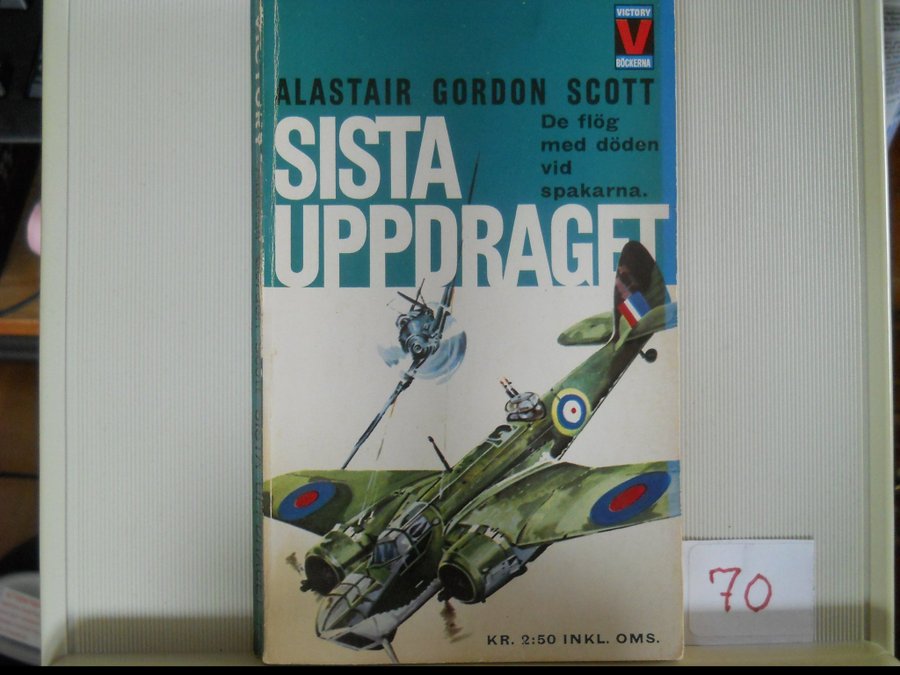 VICTORY
V
BÖCKERNA
ALASTAIR GORDON SCOTT
SISTA
UPPDRAGET
De flög
med döden
vid
spakarna.
KR. 2:50 INKL. OMS.
70